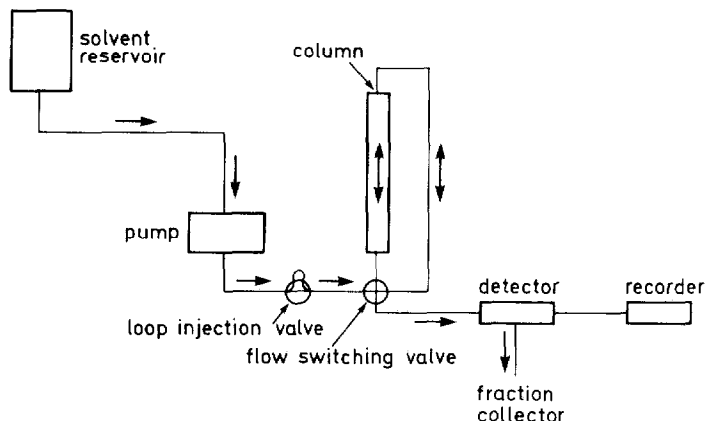 solvent
reservoir
column
pump
loop injection valve
flow switching valve
detector
recorder
fraction
collector